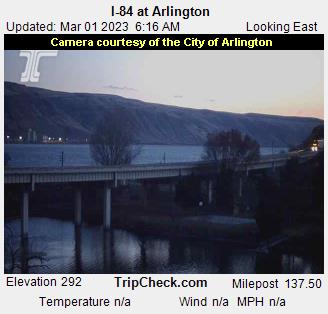 I-84 at Arlington
Updated: Mar 01 2023 6:16 AM Looking East
Camera courtesy of the City of Arlington
Elevation 292 TripCheck.com Milepost 137.50
Temperature n/a Wind n/a MPH n/a